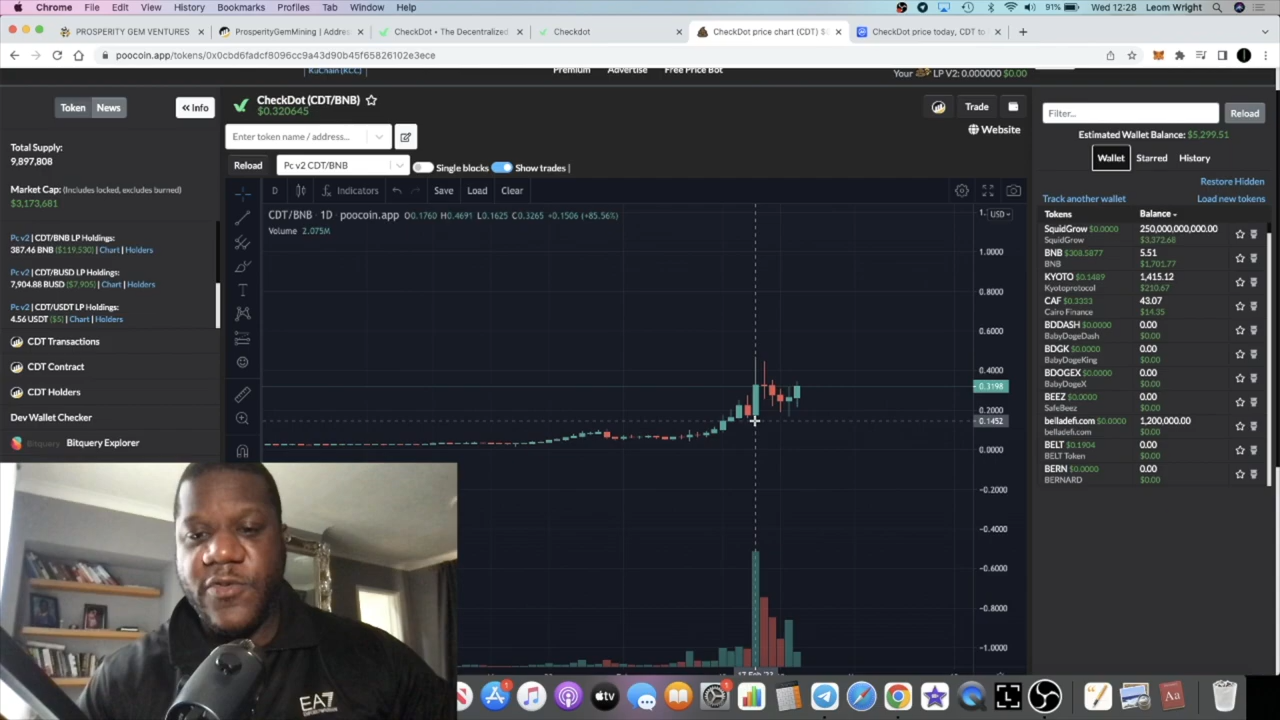 Chrome File Edit View History Bookmarks Profiles Tab Window Help 91% Wed 12:28 Leom Wright
PROSPERITY GEM VENTURES × ProsperityGemMining | Addres × CheckDot • The Decentralized × Checkdot × CheckDot price chart (CDT) $ × CheckDot price today, CDT to × +
poocoin.app/tokens/0x0cbd6fadcf8096cc9a43d90b45f65826102e3ece
KuChain (KCC) Premium Advertise Free Price Bot Your LP V2: 0.000000 $0.00
Token News
« Info
CheckDot (CDT/BNB)
$0.320645
Trade
Enter token name / address...
Website
Reload
Pc v2 CDT/BNB
Single blocks
Show trades |
D Indicators Save Load Clear
CDT/BNB · 1D · poocoin.app O0.1760 H0.4691 L0.1625 C0.3265 +0.1506 (+85.56%)
Volume 2.075M
Total Supply:
9,897,808
Market Cap: (Includes locked, excludes burned)
$3,173,681
Pc v2 | CDT/BNB LP Holdings:
387.46 BNB ($119,530) | Chart | Holders
Pc v2 | CDT/BUSD LP Holdings:
7,904.88 BUSD ($7,905) | Chart | Holders
Pc v2 | CDT/USDT LP Holdings:
4.56 USDT ($5) | Chart | Holders
CDT Transactions
CDT Contract
CDT Holders
Dev Wallet Checker
Bitquery Explorer
USD
1.0000
0.8000
0.6000
0.4000
0.3198
0.2000
0.1452
0.0000
-0.2000
-0.4000
-0.6000
-0.8000
-1.0000
17 Feb '23
Filter...
Reload
Estimated Wallet Balance: $5,299.51
Wallet Starred History
Restore Hidden
Track another wallet Load new tokens
Tokens Balance
SquidGrow $0.0000 250,000,000,000.00
SquidGrow $3,372.68
BNB $308.5877 5.51
BNB $1,701.77
KYOTO $0.1489 1,415.12
Kyotoprotocol $210.67
CAF $0.3333 43.07
Cairo Finance $14.35
BDDASH $0.0000 0.00
BabyDogeDash $0.00
BDGK $0.0000 0.00
BabyDogeKing $0.00
BDOGEX $0.0000 0.00
BabyDogeX $0.00
BEEZ $0.0000 0.00
SafeBeez $0.00
belladefi.com $0.0000 1,200,000.00
belladefi.com $0.00
BELT $0.1904 0.00
BELT Token $0.00
BERN $0.0000 0.00
BERNARD $0.00
EA7
tv
Aa